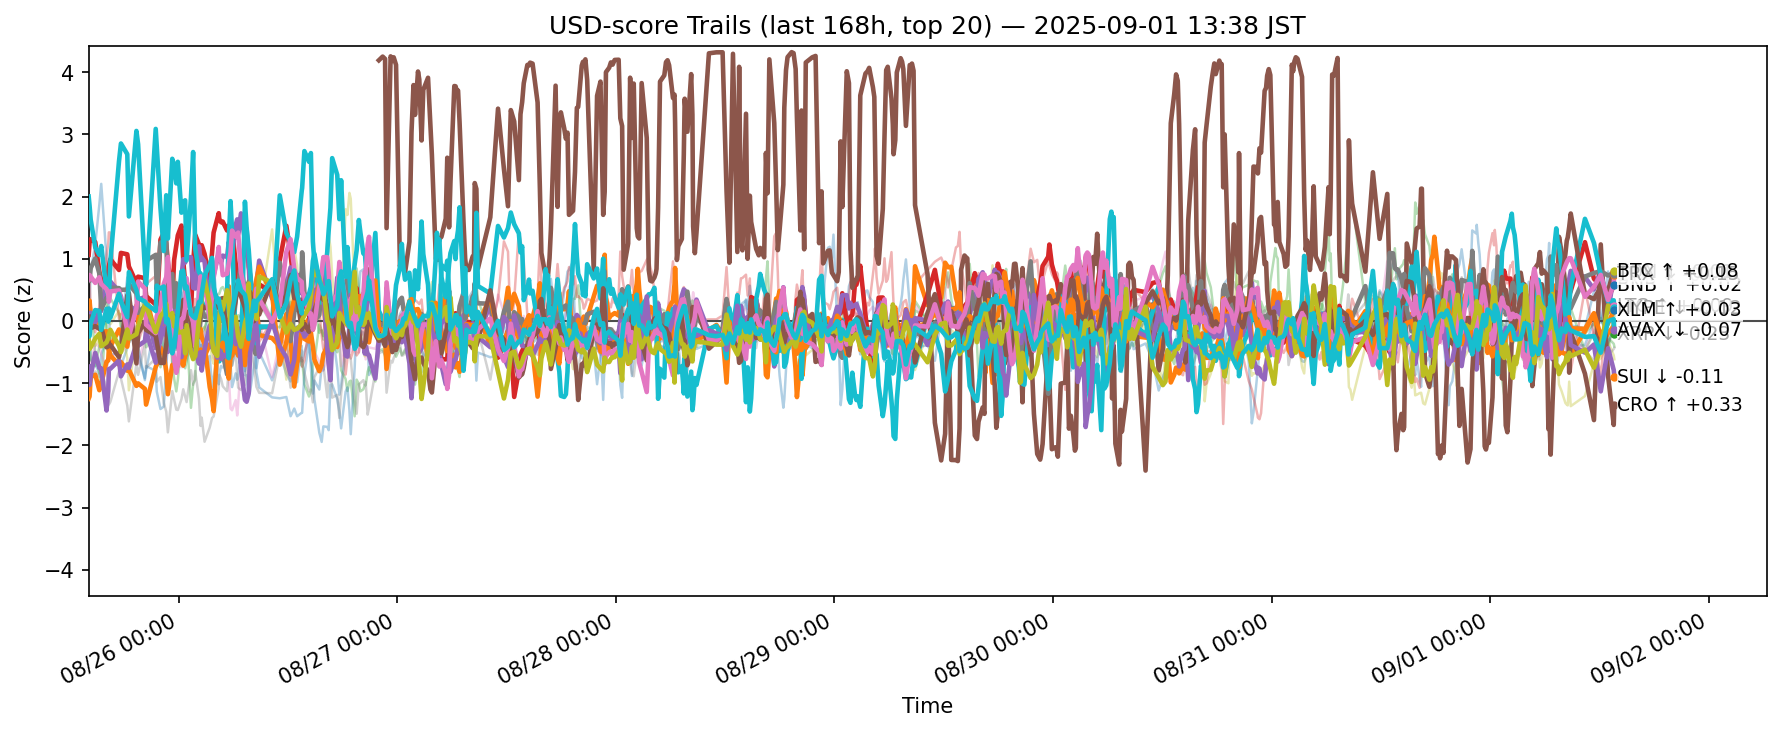 USD-score Trails (last 168h, top 20) — 2025-09-01 13:38 JST
Score (z)
4
3
2
1
0
−1
−2
−3
−4
BTC ↑ +0.08
BNB ↑ +0.02
XLM ↑ +0.03
AVAX ↓ -0.07
SUI ↓ -0.11
CRO ↑ +0.33
08/26 00:00
08/27 00:00
08/28 00:00
08/29 00:00
08/30 00:00
08/31 00:00
09/01 00:00
09/02 00:00
Time